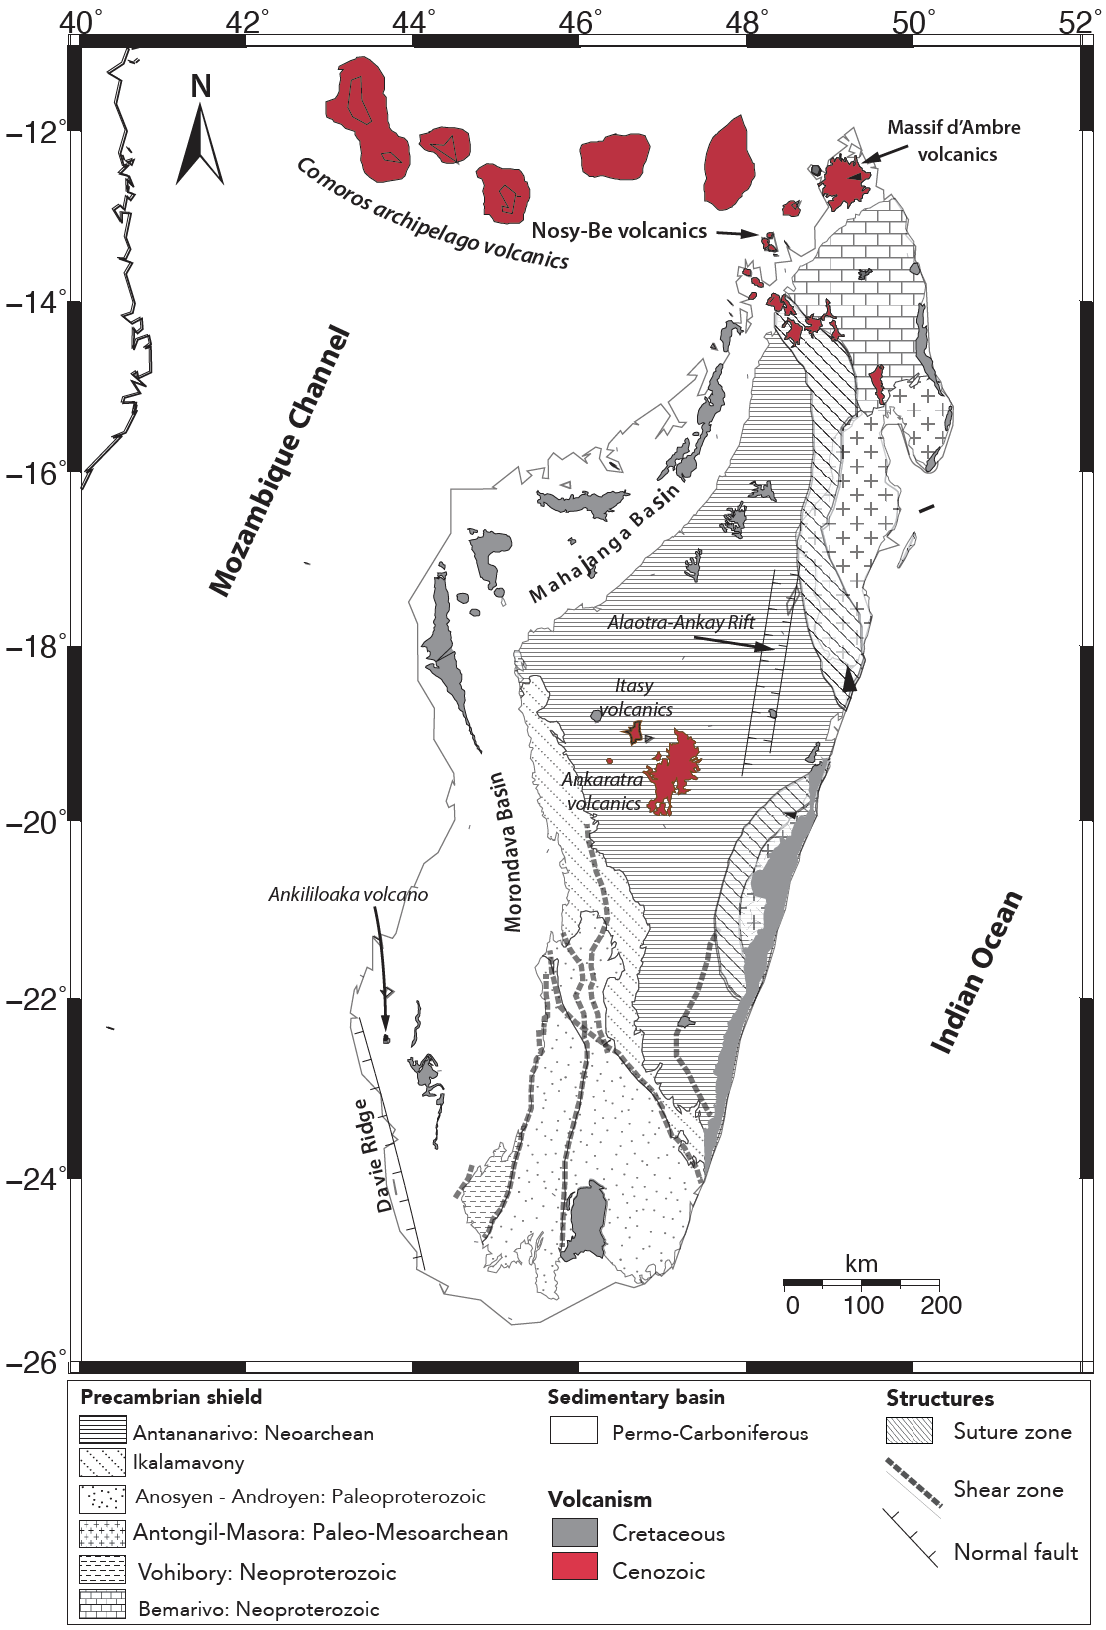 40° 42° 44° 46° 48° 50° 52°
N
−12°
−14°
−16°
−18°
−20°
−22°
−24°
−26°
Massif d'Ambre
volcanics
Comoros archipelago volcanics
Nosy-Be volcanics
Mozambique Channel
Mahajanga Basin
Alaotra-Ankay Rift
Itasy
volcanics
Ankaratra
volcanics
Morondava Basin
Ankililoaka volcano
Indian Ocean
Davie Ridge
km
0 100 200
Precambrian shield
Antananarivo: Neoarchean
Ikalamavony
Anosyen - Androyen: Paleoproterozoic
Antongil-Masora: Paleo-Mesoarchean
Vohibory: Neoproterozoic
Bemarivo: Neoproterozoic
Sedimentary basin
Permo-Carboniferous
Volcanism
Cretaceous
Cenozoic
Structures
Suture zone
Shear zone
Normal fault